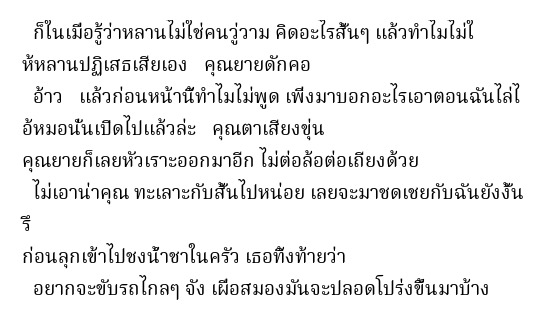 ก็ในเมื่อรู้ว่าหลานไม่ใช่คนวู่วาม คิดอะไรสั้นๆ แล้วทำไมไม่ใ
ห้หลานปฏิเสธเสียเอง   คุณยายดักคอ
อ้าว   แล้วก่อนหน้านี้ทำไมไม่พูด เพิ่งมาบอกอะไรเอาตอนฉันไล่ไ
อ้หมอนั่นเปิดไปแล้วล่ะ   คุณตาเสียงขุ่น
คุณยายก็เลยหัวเราะออกมาอีก ไม่ต่อล้อต่อเถียงด้วย
ไม่เอาน่าคุณ ทะเลาะกับสั้นไปหน่อย เลยจะมาชดเชยกับฉันยังงั้น
รึ
ก่อนลุกเข้าไปชงน้ำชาในครัว เธอทิ้งท้ายว่า
อยากจะขับรถไกลๆ จัง เผื่อสมองมันจะปลอดโปร่งขึ้นมาบ้าง